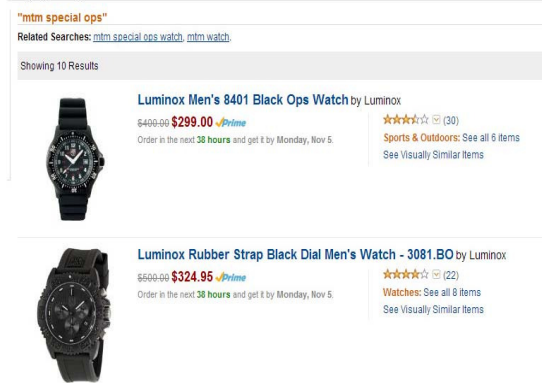 "mtm special ops"
Related Searches: mtm special ops watch, mtm watch.
Showing 10 Results
Luminox Men's 8401 Black Ops Watch by Luminox
$400.00 $299.00 Prime
Order in the next 38 hours and get it by Monday, Nov 5.
(30)
Sports & Outdoors: See all 6 items
See Visually Similar Items
Luminox Rubber Strap Black Dial Men's Watch - 3081.BO by Luminox
$500.00 $324.95 Prime
Order in the next 38 hours and get it by Monday, Nov 5.
(22)
Watches: See all 8 items
See Visually Similar Items